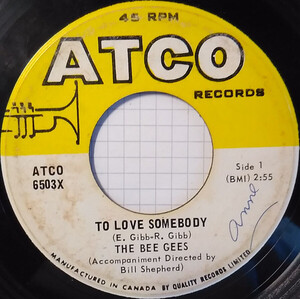 45 RPM
ATCO
RECORDS
ATCO
6503X
Side 1
(BMI) 2:55
TO LOVE SOMEBODY
(E. Gibb-R. Gibb)
THE BEE GEES
(Accompaniment Directed by
Bill Shepherd)
anne
MANUFACTURED IN CANADA BY QUALITY RECORDS LIMITED